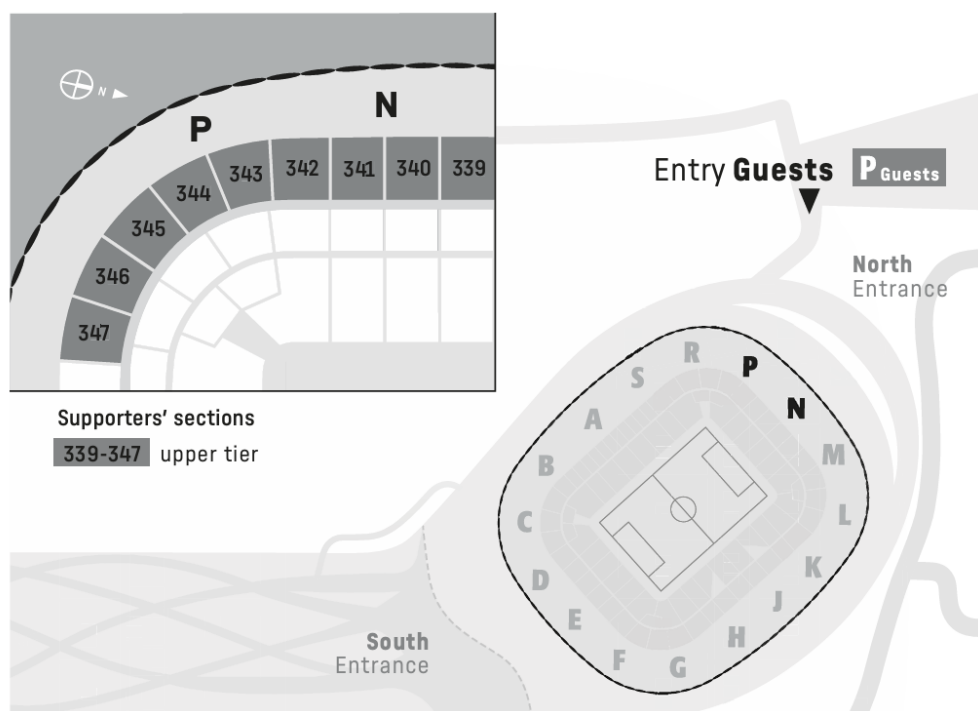 N
P
N
347
346
345
344
343
342
341
340
339
Supporters' sections
339-347 upper tier
Entry Guests
P Guests
North
Entrance
R
P
S
N
A
M
B
L
C
K
D
J
E
H
F
G
South
Entrance